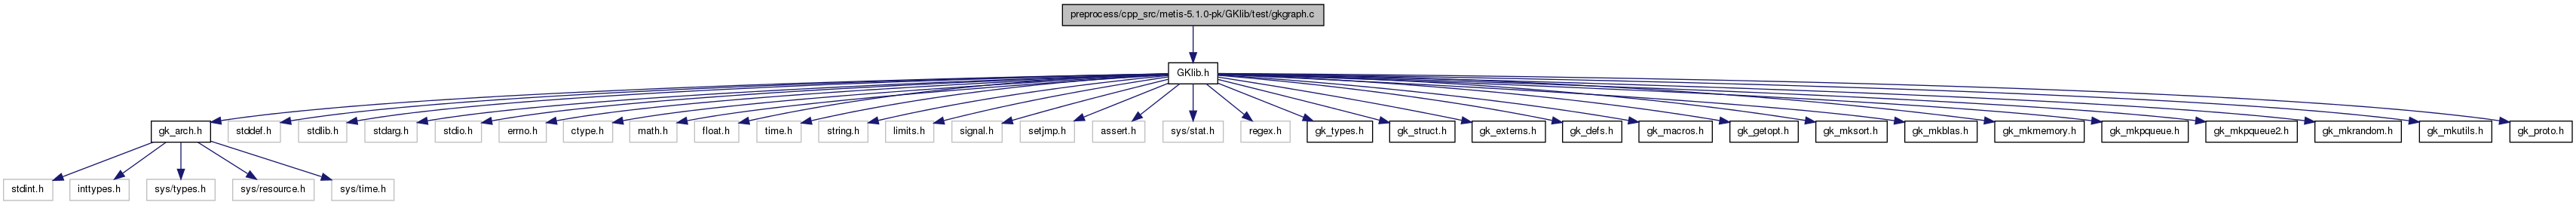 preprocess/cpp_src/metis-5.1.0-pk/GKlib/test/gkgraph.c
GKlib.h
gk_arch.h
stddef.h
stdlib.h
stdarg.h
stdio.h
errno.h
ctype.h
math.h
float.h
time.h
string.h
limits.h
signal.h
setjmp.h
assert.h
sys/stat.h
regex.h
gk_types.h
gk_struct.h
gk_externs.h
gk_defs.h
gk_macros.h
gk_getopt.h
gk_mksort.h
gk_mkblas.h
gk_mkmemory.h
gk_mkpqueue.h
gk_mkpqueue2.h
gk_mkrandom.h
gk_mkutils.h
gk_proto.h
stdint.h
inttypes.h
sys/types.h
sys/resource.h
sys/time.h